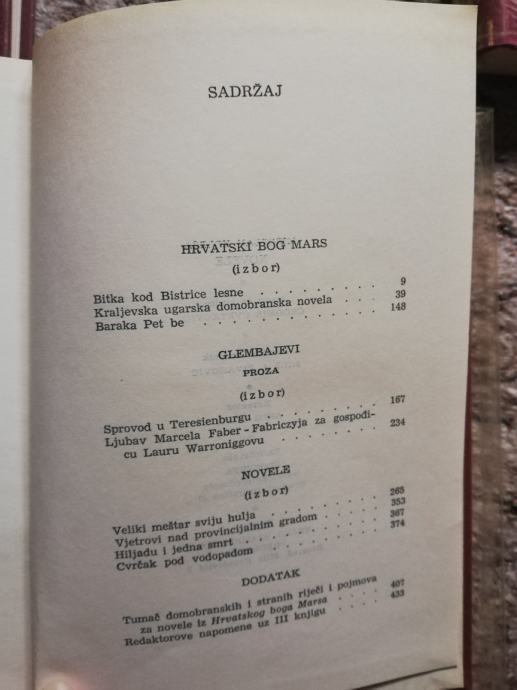 SADRŽAJ
HRVATSKI BOG MARS
(izbor)
Bitka kod Bistrice lesne . . . . . . . . . 9
Kraljevska ugarska domobranska novela . . . 39
Baraka Pet be . . . . . . . . . . . 148
GLEMBAJEVI
PROZA
(izbor)
Sprovod u Teresienburgu . . . . . . . . 167
Ljubav Marcela Faber-Fabriczyja za gospođi-
cu Lauru Warroniggovu . . . . . . . 234
NOVELE
(izbor)
Veliki meštar sviju hulja . . . . . . . . 265
Vjetrovi nad provincijalnim gradom . . . . 353
Hiljadu i jedna smrt . . . . . . . . . 367
Cvrčak pod vodopadom . . . . . . . . 374
DODATAK
Tumač domobranskih i stranih riječi i pojmova
za novele iz Hrvatskog boga Marsa . . . . 407
Redaktorove napomene uz III knjigu . . . . 433